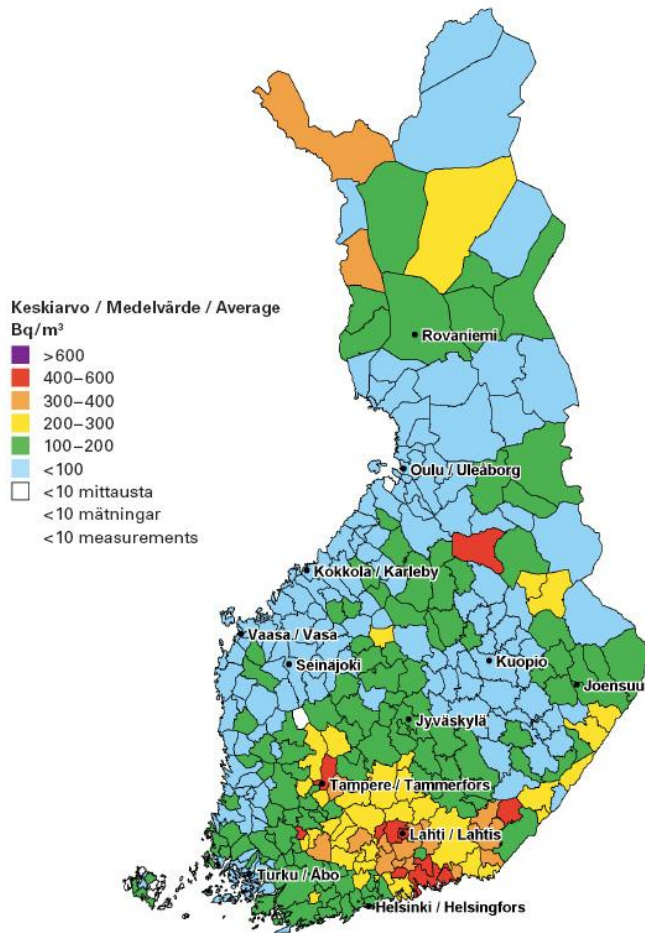 Keskiarvo / Medelvärde / Average
Bq/m³
>600
400–600
300–400
200–300
100–200
<100
<10 mittausta
<10 mätningar
<10 measurements
Rovaniemi
Oulu / Uleåborg
Kokkola / Karleby
Vaasa / Vasa
Seinäjoki
Kuopio
Joensuu
Jyväskylä
Tampere / Tammerfors
Lahti / Lahtis
Turku / Åbo
Helsinki / Helsingfors